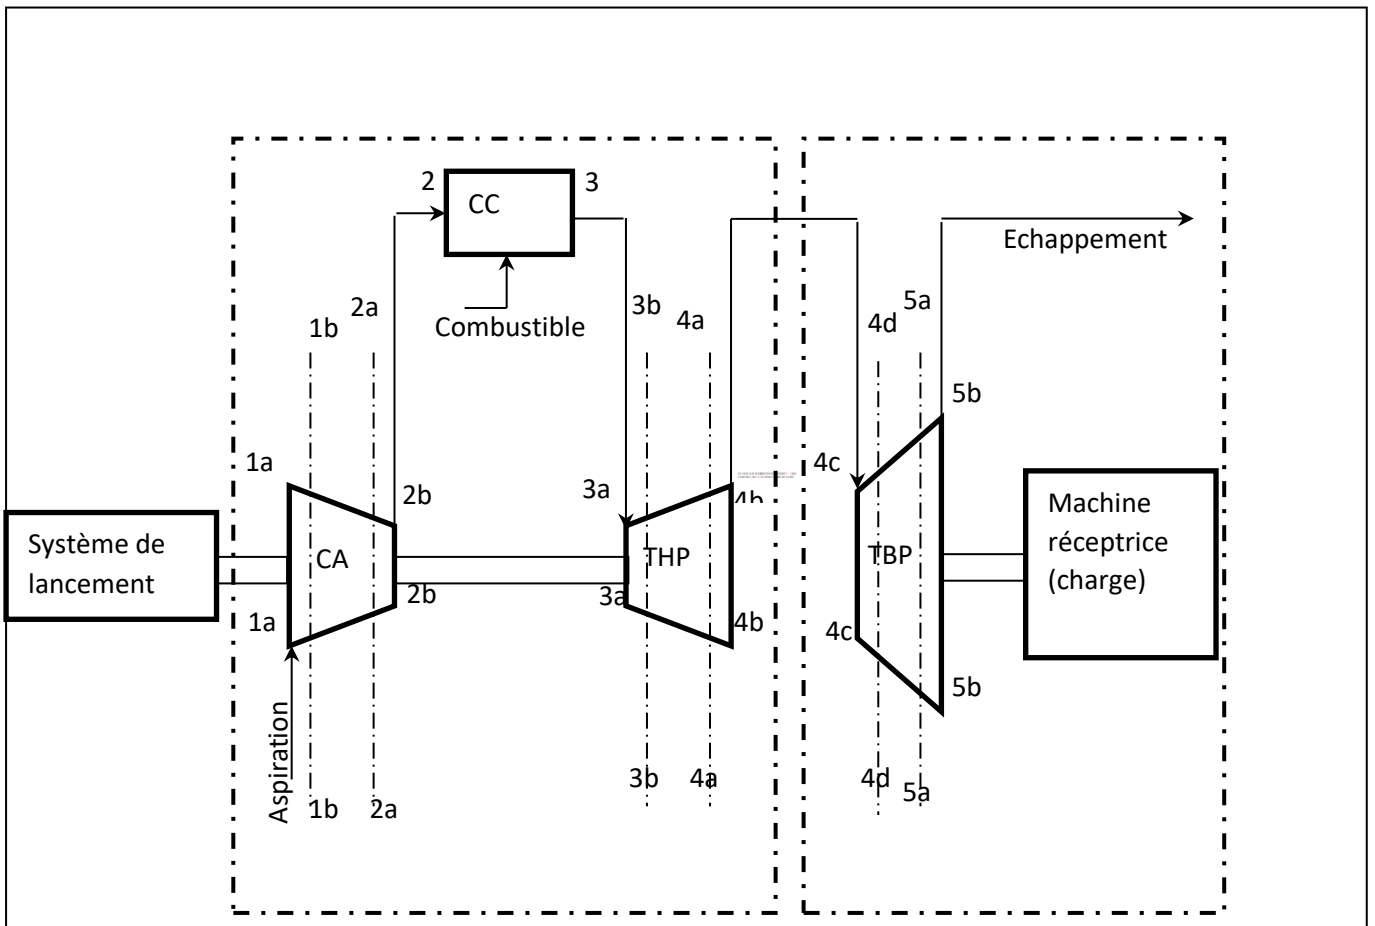 2
CC
3
Echappement
Combustible
1b
2a
3b
4a
4d
5a
5b
1a
2b
3a
4b
4c
Système de
lancement
CA
THP
TBP
Machine
réceptrice
(charge)
2b
3a
1a
4b
4c
5b
Aspiration
1b
2a
3b
4a
4d
5a